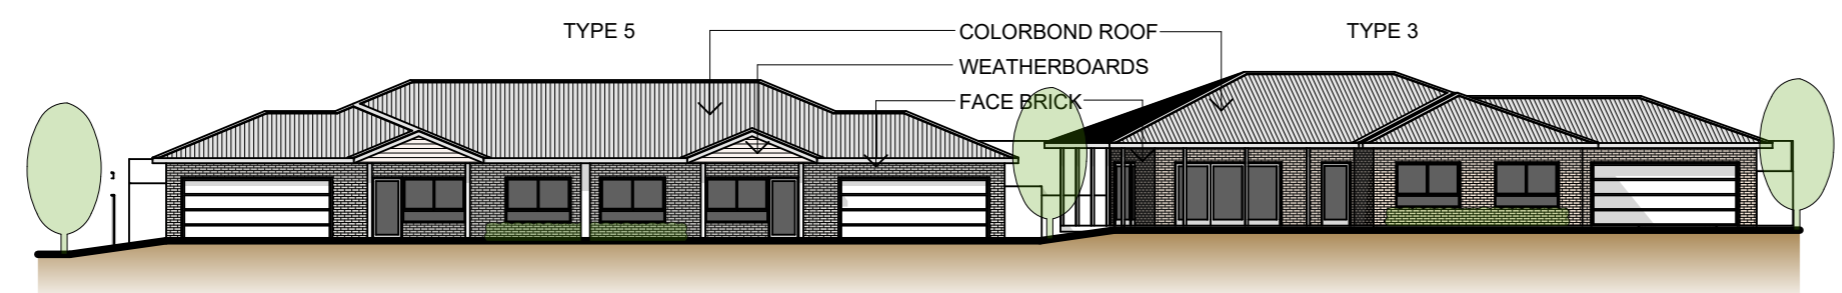 TYPE 5
COLORBOND ROOF
TYPE 3
WEATHERBOARDS
FACE BRICK